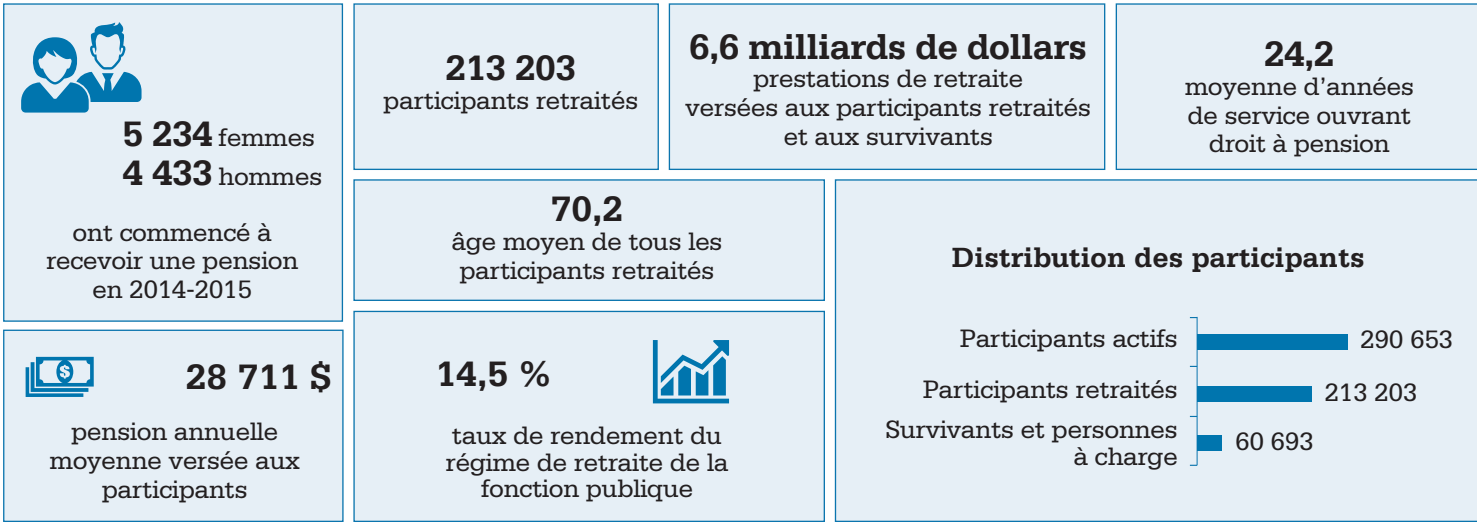 5 234 femmes
4 433 hommes
ont commencé à
recevoir une pension
en 2014-2015
213 203
participants retraités
6,6 milliards de dollars
prestations de retraite
versées aux participants retraités
et aux survivants
24,2
moyenne d'années
de service ouvrant
droit à pension
70,2
âge moyen de tous les
participants retraités
28 711 $
pension annuelle
moyenne versée aux
participants
14,5 %
taux de rendement du
régime de retraite de la
fonction publique
Distribution des participants
Participants actifs 290 653
Participants retraités 213 203
Survivants et personnes
à charge 60 693